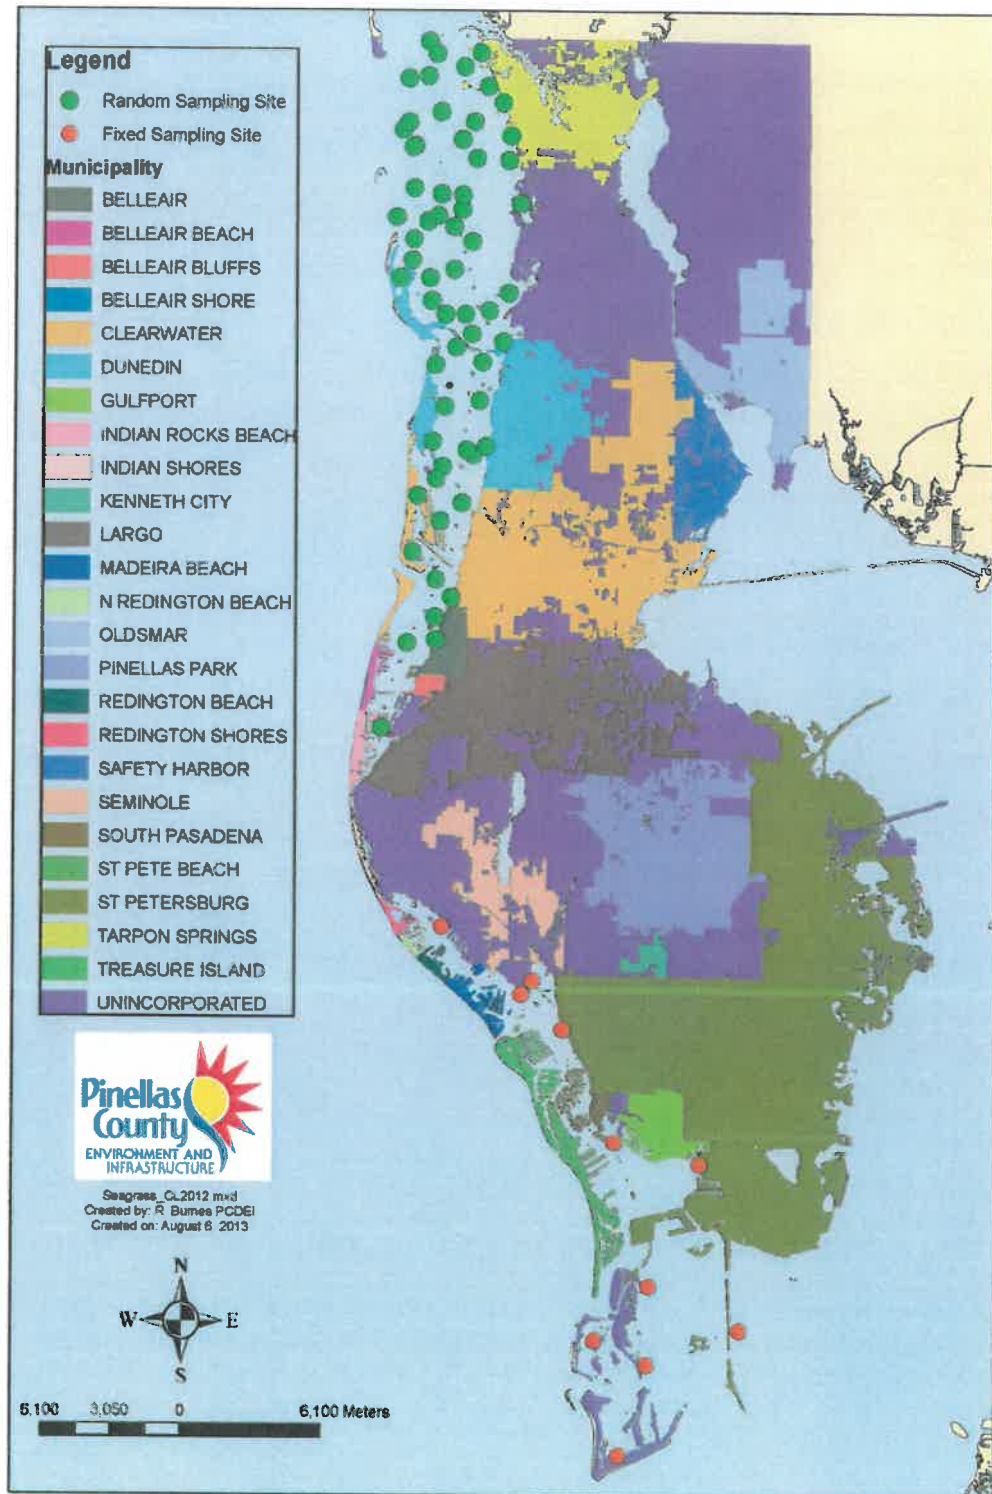 Legend
Random Sampling Site
Fixed Sampling Site
Municipality
BELLEAIR
BELLEAIR BEACH
BELLEAIR BLUFFS
BELLEAIR SHORE
CLEARWATER
DUNEDIN
GULFPORT
INDIAN ROCKS BEACH
INDIAN SHORES
KENNETH CITY
LARGO
MADEIRA BEACH
N REDINGTON BEACH
OLDSMAR
PINELLAS PARK
REDINGTON BEACH
REDINGTON SHORES
SAFETY HARBOR
SEMINOLE
SOUTH PASADENA
ST PETE BEACH
ST PETERSBURG
TARPON SPRINGS
TREASURE ISLAND
UNINCORPORATED
Pinellas
County
ENVIRONMENT AND
INFRASTRUCTURE
Seagrass_CL2012 mxd
Created by: R Burnes PCDEI
Created on: August 6 2013
N
W E
S
6,100 3,050 0 6,100 Meters